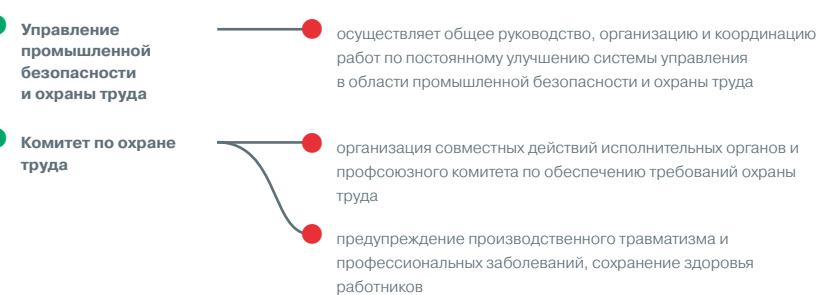 Управление
промышленной
безопасности
и охраны труда
осуществляет общее руководство, организацию и координацию
работ по постоянному улучшению системы управления
в области промышленной безопасности и охраны труда
Комитет по охране
труда
организация совместных действий исполнительных органов и
профсоюзного комитета по обеспечению требований охраны
труда
предупреждение производственного травматизма и
профессиональных заболеваний, сохранение здоровья
работников